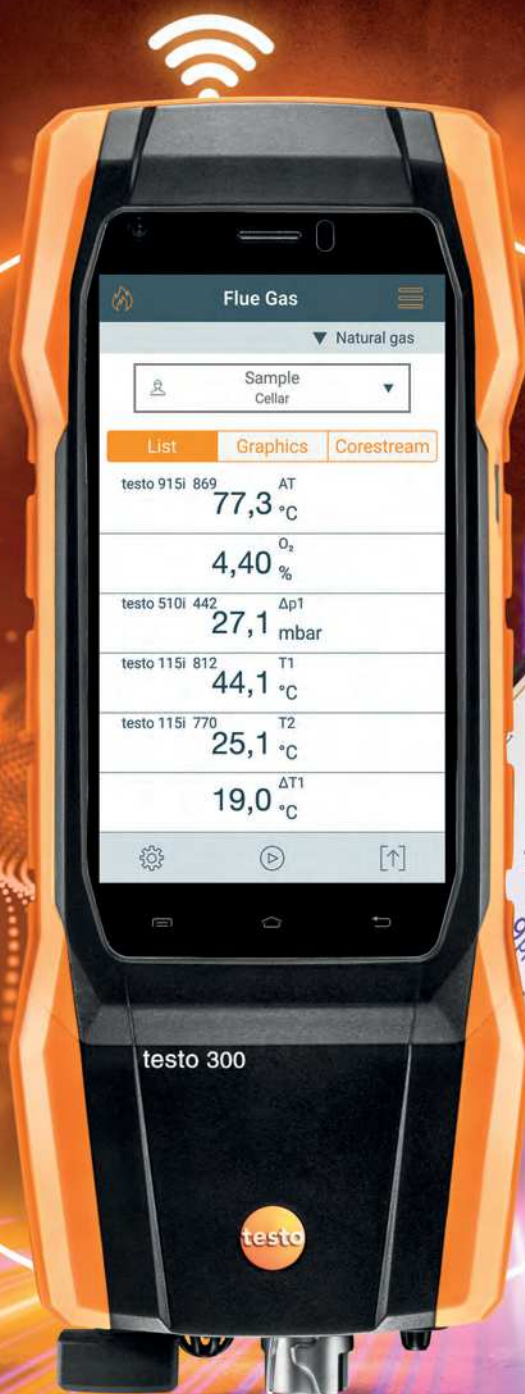 Flue Gas
▼ Natural gas
Sample
Cellar
List Graphics Corestream
testo 915i 869 77,3 AT °C
4,40 O₂ %
testo 510i 442 27,1 Δp1 mbar
testo 115i 812 44,1 T1 °C
testo 115i 770 25,1 T2 °C
19,0 ΔT1 °C
testo 300
testo